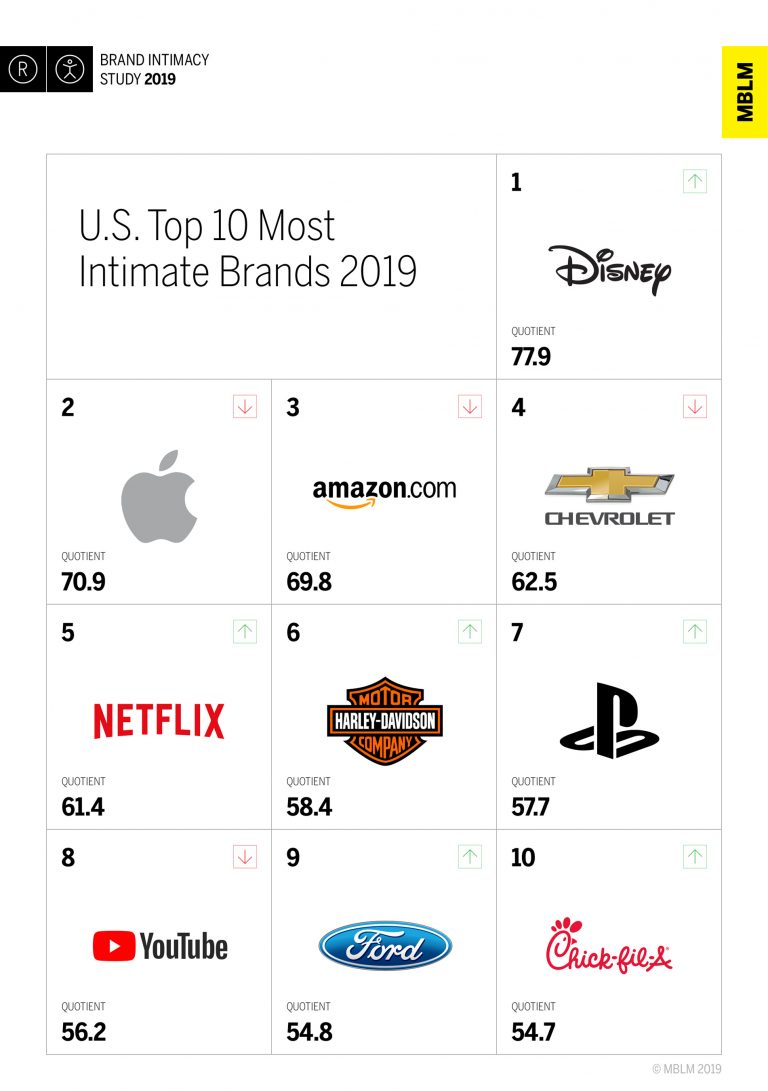 R
BRAND INTIMACY
STUDY 2019
MBLM
U.S. Top 10 Most
Intimate Brands 2019
1
Disney
QUOTIENT
77.9
2
QUOTIENT
70.9
3
amazon.com
QUOTIENT
69.8
4
CHEVROLET
QUOTIENT
62.5
5
NETFLIX
QUOTIENT
61.4
6
MOTOR
HARLEY-DAVIDSON
COMPANY
QUOTIENT
58.4
7
QUOTIENT
57.7
8
YouTube
QUOTIENT
56.2
9
Ford
QUOTIENT
54.8
10
Chick-fil-A
QUOTIENT
54.7
© MBLM 2019